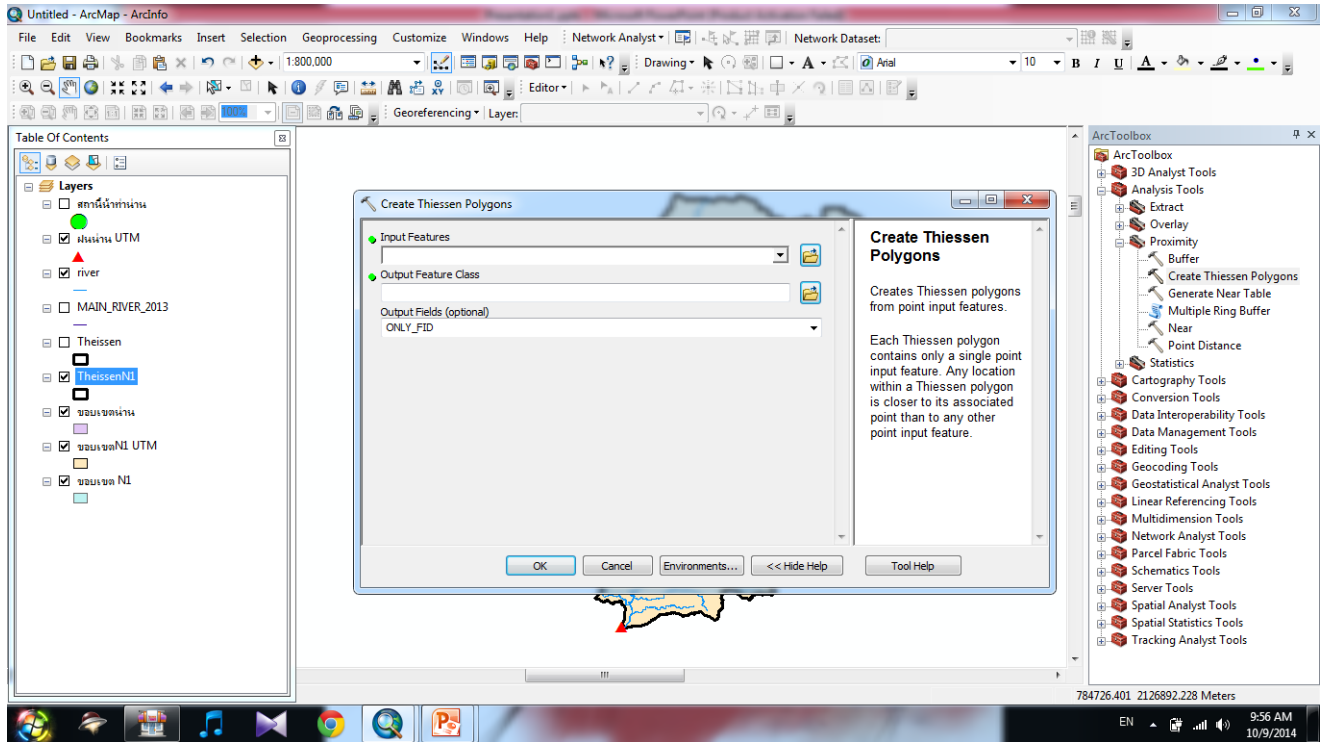 Untitled - ArcMap - ArcInfo
File Edit View Bookmarks Insert Selection Geoprocessing Customize Windows Help Network Analyst Network Dataset:
1:800,000 Drawing A Arial 10 B I U A
Editor
100% Georeferencing Layer:
Table Of Contents
Layers
สถานีน้ำท่าน่าน
ฝนน่าน UTM
river
MAIN_RIVER_2013
Theissen
TheissenN1
ขอบเขตน่าน
ขอบเขตN1 UTM
ขอบเขต N1
Create Thiessen Polygons
Input Features
Output Feature Class
Output Fields (optional)
ONLY_FID
Create Thiessen
Polygons
Creates Thiessen polygons
from point input features.
Each Thiessen polygon
contains only a single point
input feature. Any location
within a Thiessen polygon
is closer to its associated
point than to any other
point input feature.
OK Cancel Environments... << Hide Help Tool Help
ArcToolbox
ArcToolbox
3D Analyst Tools
Analysis Tools
Extract
Overlay
Proximity
Buffer
Create Thiessen Polygons
Generate Near Table
Multiple Ring Buffer
Near
Point Distance
Statistics
Cartography Tools
Conversion Tools
Data Interoperability Tools
Data Management Tools
Editing Tools
Geocoding Tools
Geostatistical Analyst Tools
Linear Referencing Tools
Multidimension Tools
Network Analyst Tools
Parcel Fabric Tools
Schematics Tools
Server Tools
Spatial Analyst Tools
Spatial Statistics Tools
Tracking Analyst Tools
784726.401 2126892.228 Meters
EN
9:56 AM
10/9/2014